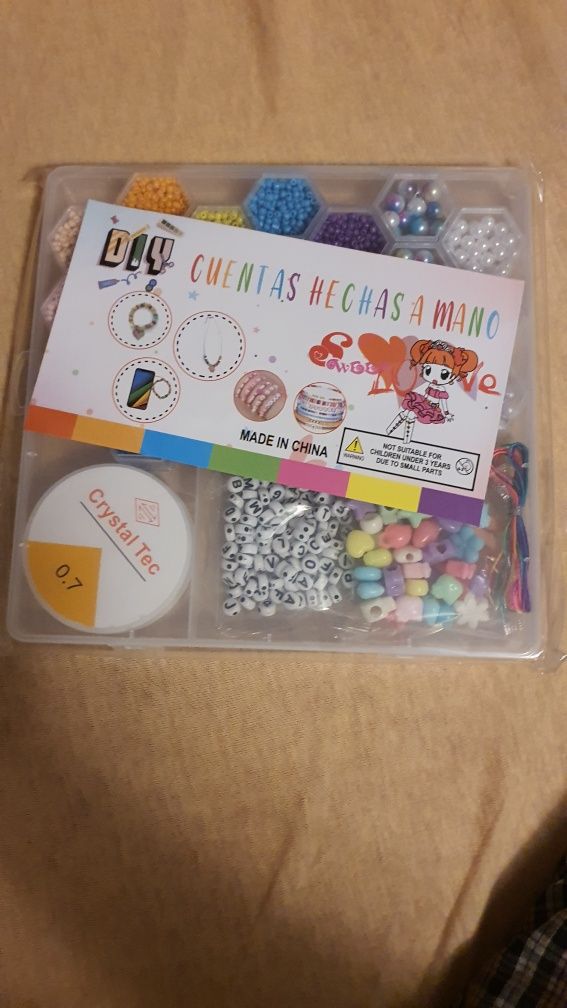 DIY
CUENTAS HECHAS A MANO
Sweet
Love
MADE IN CHINA
WARNING
NOT SUITABLE FOR
CHILDREN UNDER 3 YEARS
DUE TO SMALL PARTS
Crystal Tec
0.7